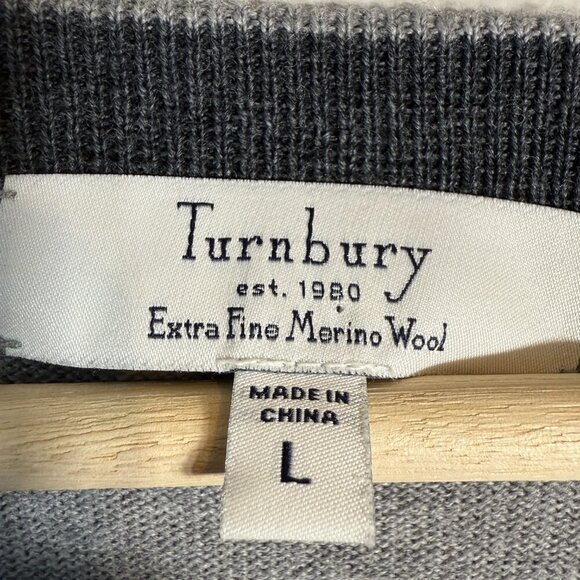 Turnbury
est. 1980
Extra Fine Merino Wool
MADE IN
CHINA
L